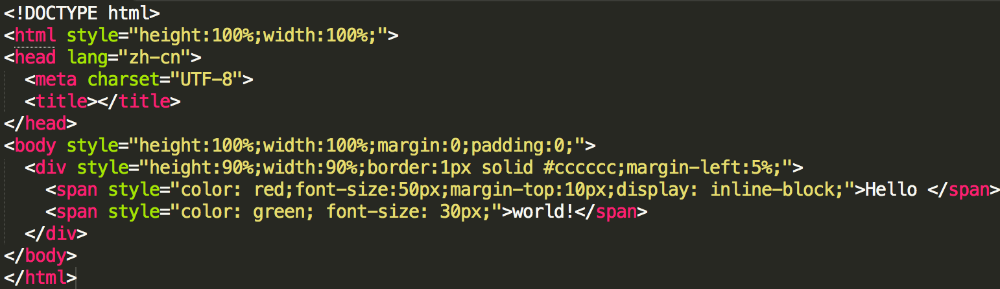 <!DOCTYPE html>
<html style="height:100%;width:100%;">
<head lang="zh-cn">
  <meta charset="UTF-8">
  <title></title>
</head>
<body style="height:100%;width:100%;margin:0;padding:0;">
  <div style="height:90%;width:90%;border:1px solid #cccccc;margin-left:5%;">
    <span style="color: red;font-size:50px;margin-top:10px;display: inline-block;">Hello </span>
    <span style="color: green; font-size: 30px;">world!</span>
  </div>
</body>
</html>